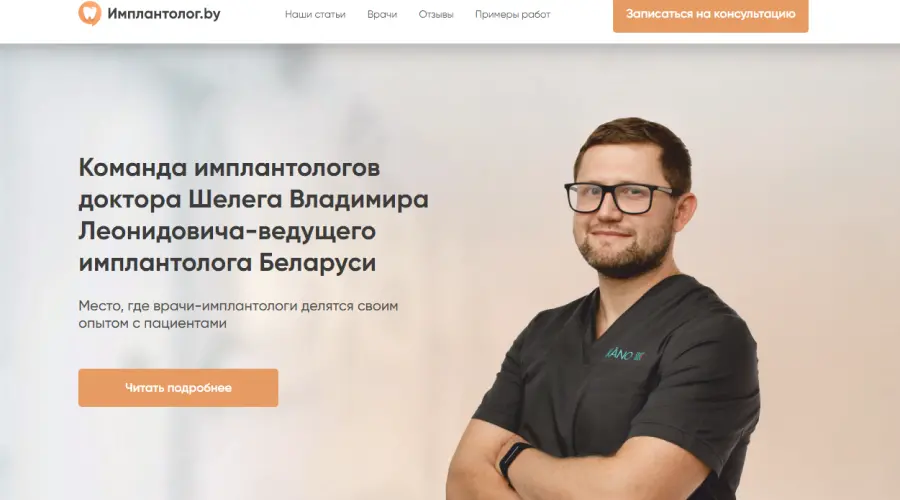 Имплантолог.by
Наши статьи
Врачи
Отзывы
Примеры работ
Записаться на консультацию
Команда имплантологов
доктора Шелега Владимира
Леонидовича-ведущего
имплантолога Беларуси
Место, где врачи-имплантологи делятся своим
опытом с пациентами
Читать подробнее